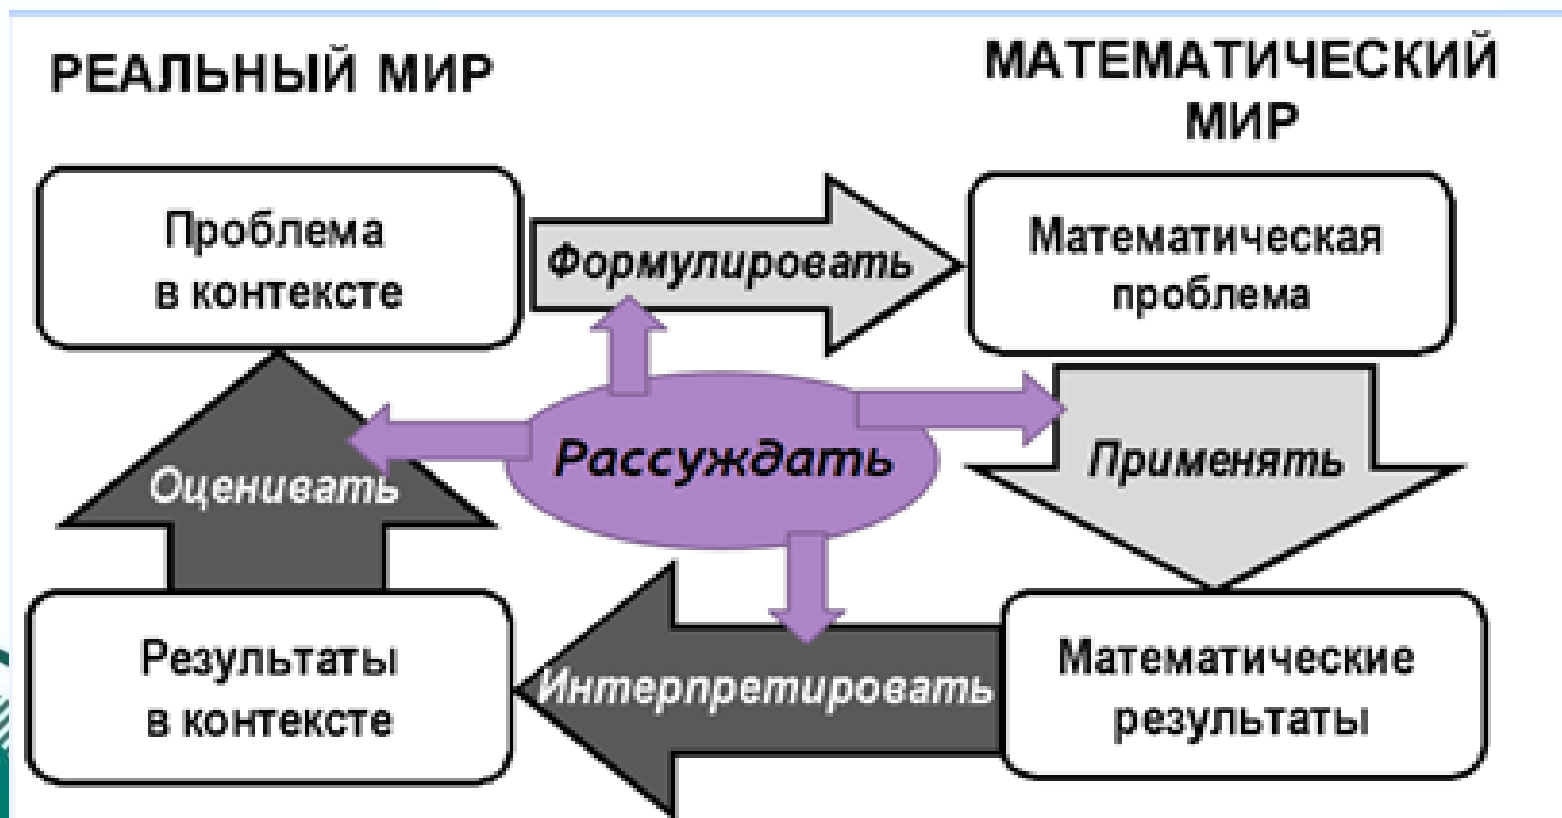 РЕАЛЬНЫЙ МИР
МАТЕМАТИЧЕСКИЙ
МИР
Проблема
в контексте
Формулировать
Математическая
проблема
Рассуждать
Оценивать
Применять
Результаты
в контексте
Интерпретировать
Математические
результаты